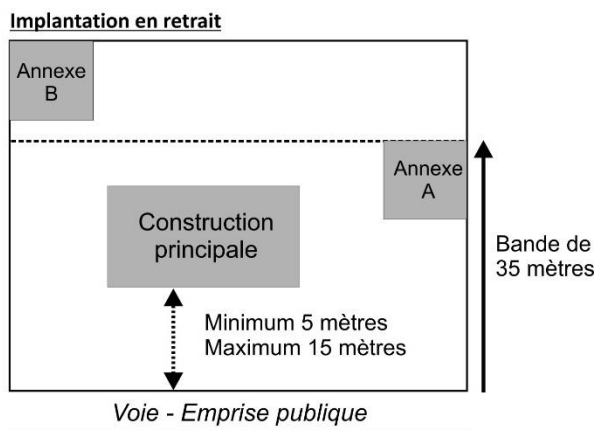 Implantation en retrait
Annexe
B
Annexe
A
Construction
principale
Bande de
35 mètres
Minimum 5 mètres
Maximum 15 mètres
Voie - Emprise publique